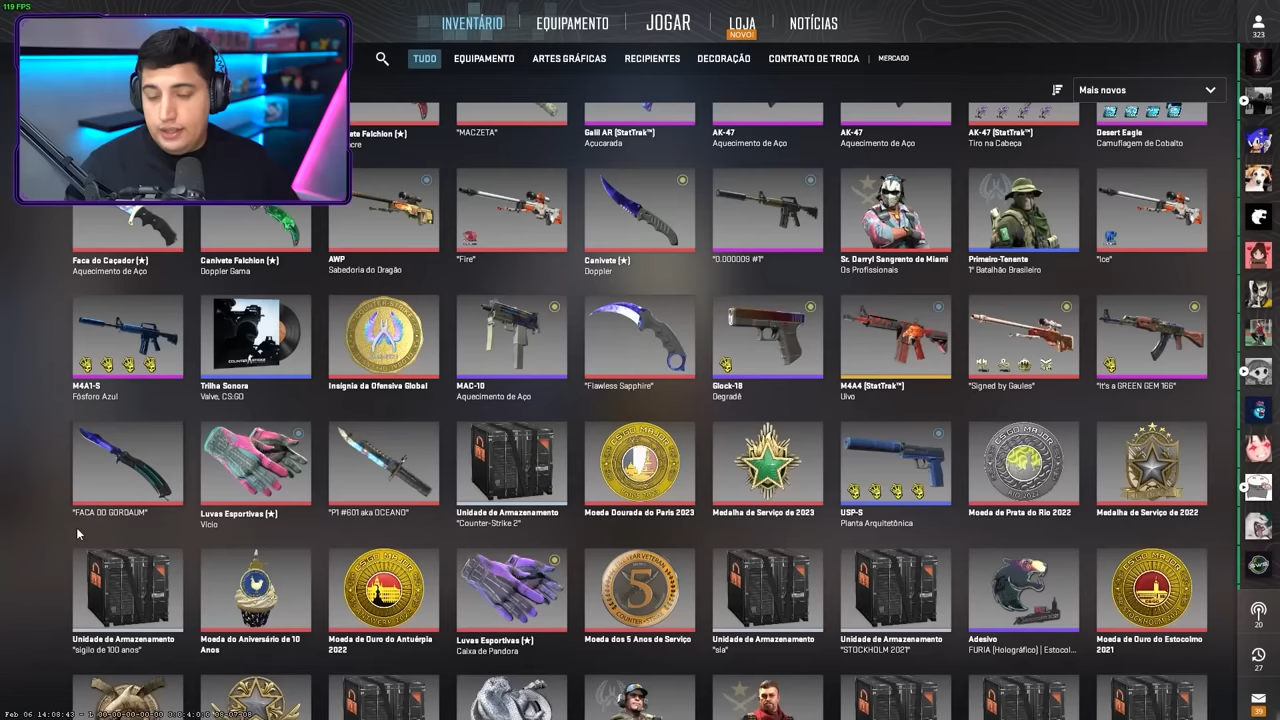 119 FPS
INVENTÁRIO
EQUIPAMENTO
JOGAR
LOJA
NOVO!
NOTÍCIAS
323
TUDO
EQUIPAMENTO
ARTES GRÁFICAS
RECIPIENTES
DECORAÇÃO
CONTRATO DE TROCA
MERCADO
Mais novos
"MACZETA"
Galil AR (StatTrak™)
Açucarada
AK-47
Aquecimento de Aço
AK-47
Aquecimento de Aço
AK-47 (StatTrak™)
Tiro na Cabeça
Desert Eagle
Camuflagem de Cobalto
Faca do Caçador (★)
Aquecimento de Aço
Canivete Falchion (★)
Doppler Gama
AWP
Sabedoria do Dragão
"Fire"
Canivete (★)
Doppler
"0.000009 #1"
Sr. Darryl Sangrento de Miami
Os Profissionais
Primeiro-Tenente
1º Batalhão Brasileiro
"Ice"
M4A1-S
Fósforo Azul
COUNTER-STRIKE
Trilha Sonora
Valve, CS:GO
Insígnia da Ofensiva Global
MAC-10
Aquecimento de Aço
"Flawless Sapphire"
Glock-18
Degradê
M4A4 (StatTrak™)
Uivo
"Signed by Gaules"
"It's a GREEN GEM 166"
"FACA DO GORDAUM"
Luvas Esportivas (★)
Vício
"P1 #601 aka OCEANO"
Unidade de Armazenamento
"Counter-Strike 2"
Moeda Dourada do Paris 2023
Medalha de Serviço de 2023
USP-S
Planta Arquitetônica
Moeda de Prata do Rio 2022
Medalha de Serviço de 2022
Unidade de Armazenamento
"sigilo de 100 anos"
Moeda do Aniversário de 10
Anos
Moeda de Ouro do Antuérpia
2022
Luvas Esportivas (★)
Caixa de Pandora
5
Moeda dos 5 Anos de Serviço
Unidade de Armazenamento
"sla"
Unidade de Armazenamento
"STOCKHOLM 2021"
Adesivo
FURIA (Holográfico) | Estocol...
Moeda de Ouro do Estocolmo
2021
20
27
39